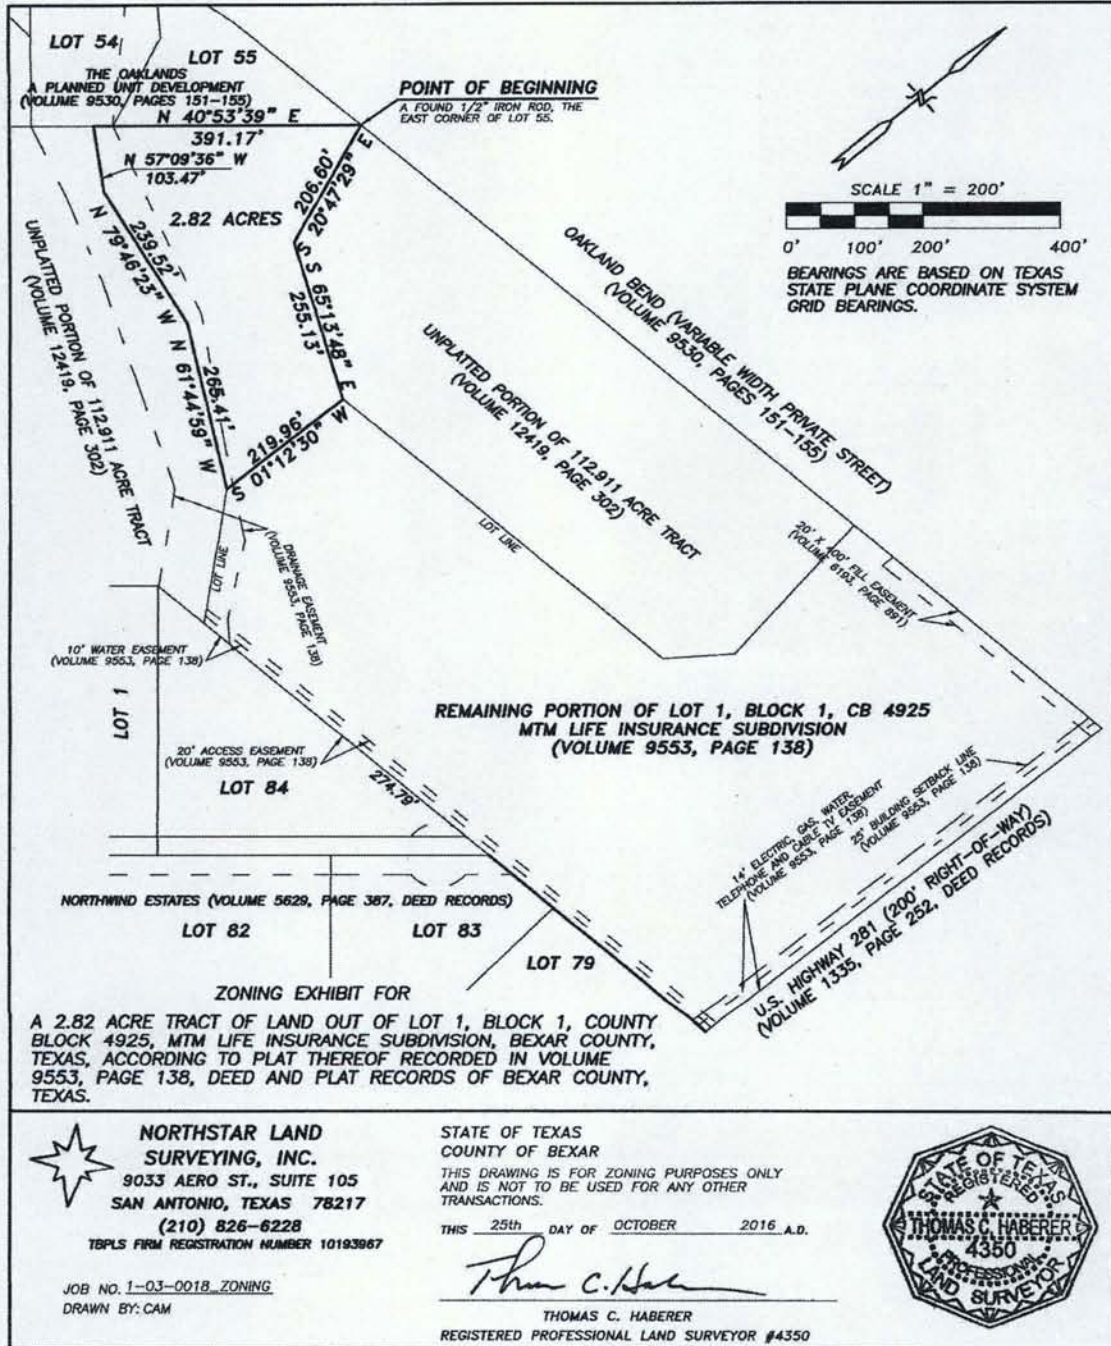 LOT 54
LOT 55
THE OAKLANDS
A PLANNED UNIT DEVELOPMENT
(VOLUME 9530, PAGES 151-155)
N 40°53'39" E
391.17'
POINT OF BEGINNING
A FOUND 1/2" IRON ROD, THE
EAST CORNER OF LOT 55.
N 57°09'36" W
103.47'
2.82 ACRES
206.60'
S 20°47'29" E
239.52'
N 79°46'23" W
S 65°13'48" E
255.13'
265.41'
N 61°44'59" W
219.96'
S 01°12'30" W
UNPLATTED PORTION OF 112.911 ACRE TRACT
(VOLUME 12419, PAGE 302)
N
SCALE 1" = 200'
0' 100' 200' 400'
BEARINGS ARE BASED ON TEXAS
STATE PLANE COORDINATE SYSTEM
GRID BEARINGS.
OAKLAND BEND (VARIABLE WIDTH PRIVATE STREET)
(VOLUME 9530, PAGES 151-155)
UNPLATTED PORTION OF 112.911 ACRE TRACT
(VOLUME 12419, PAGE 302)
LOT LINE
20' X 400' FILL EASEMENT
(VOLUME 6193, PAGE 891)
LOT LINE
DRAINAGE EASEMENT
(VOLUME 9553, PAGE 138)
10' WATER EASEMENT
(VOLUME 9553, PAGE 138)
LOT 1
REMAINING PORTION OF LOT 1, BLOCK 1, CB 4925
MTM LIFE INSURANCE SUBDIVISION
(VOLUME 9553, PAGE 138)
20' ACCESS EASEMENT
(VOLUME 9553, PAGE 138)
LOT 84
274.79'
14' ELECTRIC, GAS, WATER,
TELEPHONE AND CABLE TV EASEMENT
(VOLUME 9553, PAGE 138)
25' BUILDING SETBACK LINE
(VOLUME 9553, PAGE 138)
U.S. HIGHWAY 281 (200' RIGHT-OF-WAY)
(VOLUME 1335, PAGE 252, DEED RECORDS)
NORTHWIND ESTATES (VOLUME 5629, PAGE 387, DEED RECORDS)
LOT 82
LOT 83
LOT 79
ZONING EXHIBIT FOR
A 2.82 ACRE TRACT OF LAND OUT OF LOT 1, BLOCK 1, COUNTY
BLOCK 4925, MTM LIFE INSURANCE SUBDIVISION, BEXAR COUNTY,
TEXAS, ACCORDING TO PLAT THEREOF RECORDED IN VOLUME
9553, PAGE 138, DEED AND PLAT RECORDS OF BEXAR COUNTY,
TEXAS.
NORTHSTAR LAND
SURVEYING, INC.
9033 AERO ST., SUITE 105
SAN ANTONIO, TEXAS 78217
(210) 826-6228
TBPLS FIRM REGISTRATION NUMBER 10193967
JOB NO. 1-03-0018_ZONING
DRAWN BY: CAM
STATE OF TEXAS
COUNTY OF BEXAR
THIS DRAWING IS FOR ZONING PURPOSES ONLY
AND IS NOT TO BE USED FOR ANY OTHER
TRANSACTIONS.
THIS 25th DAY OF OCTOBER 2016 A.D.
Thomas C. Haberer
THOMAS C. HABERER
REGISTERED PROFESSIONAL LAND SURVEYOR #4350
STATE OF TEXAS
REGISTERED
THOMAS C. HABERER
4350
PROFESSIONAL
LAND SURVEYOR